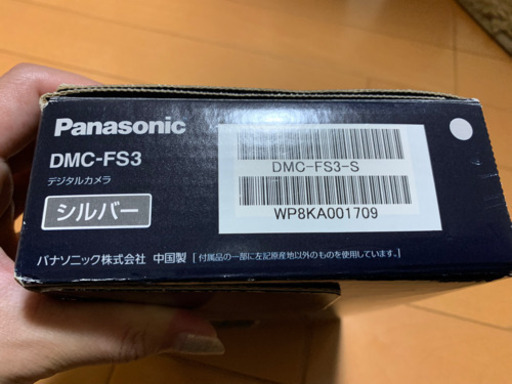 Panasonic
DMC-FS3
デジタルカメラ
シルバー
DMC-FS3-S
WP8KA001709
パナソニック株式会社 中国製 [付属品の一部に左記原産地以外のものを使用しています。]